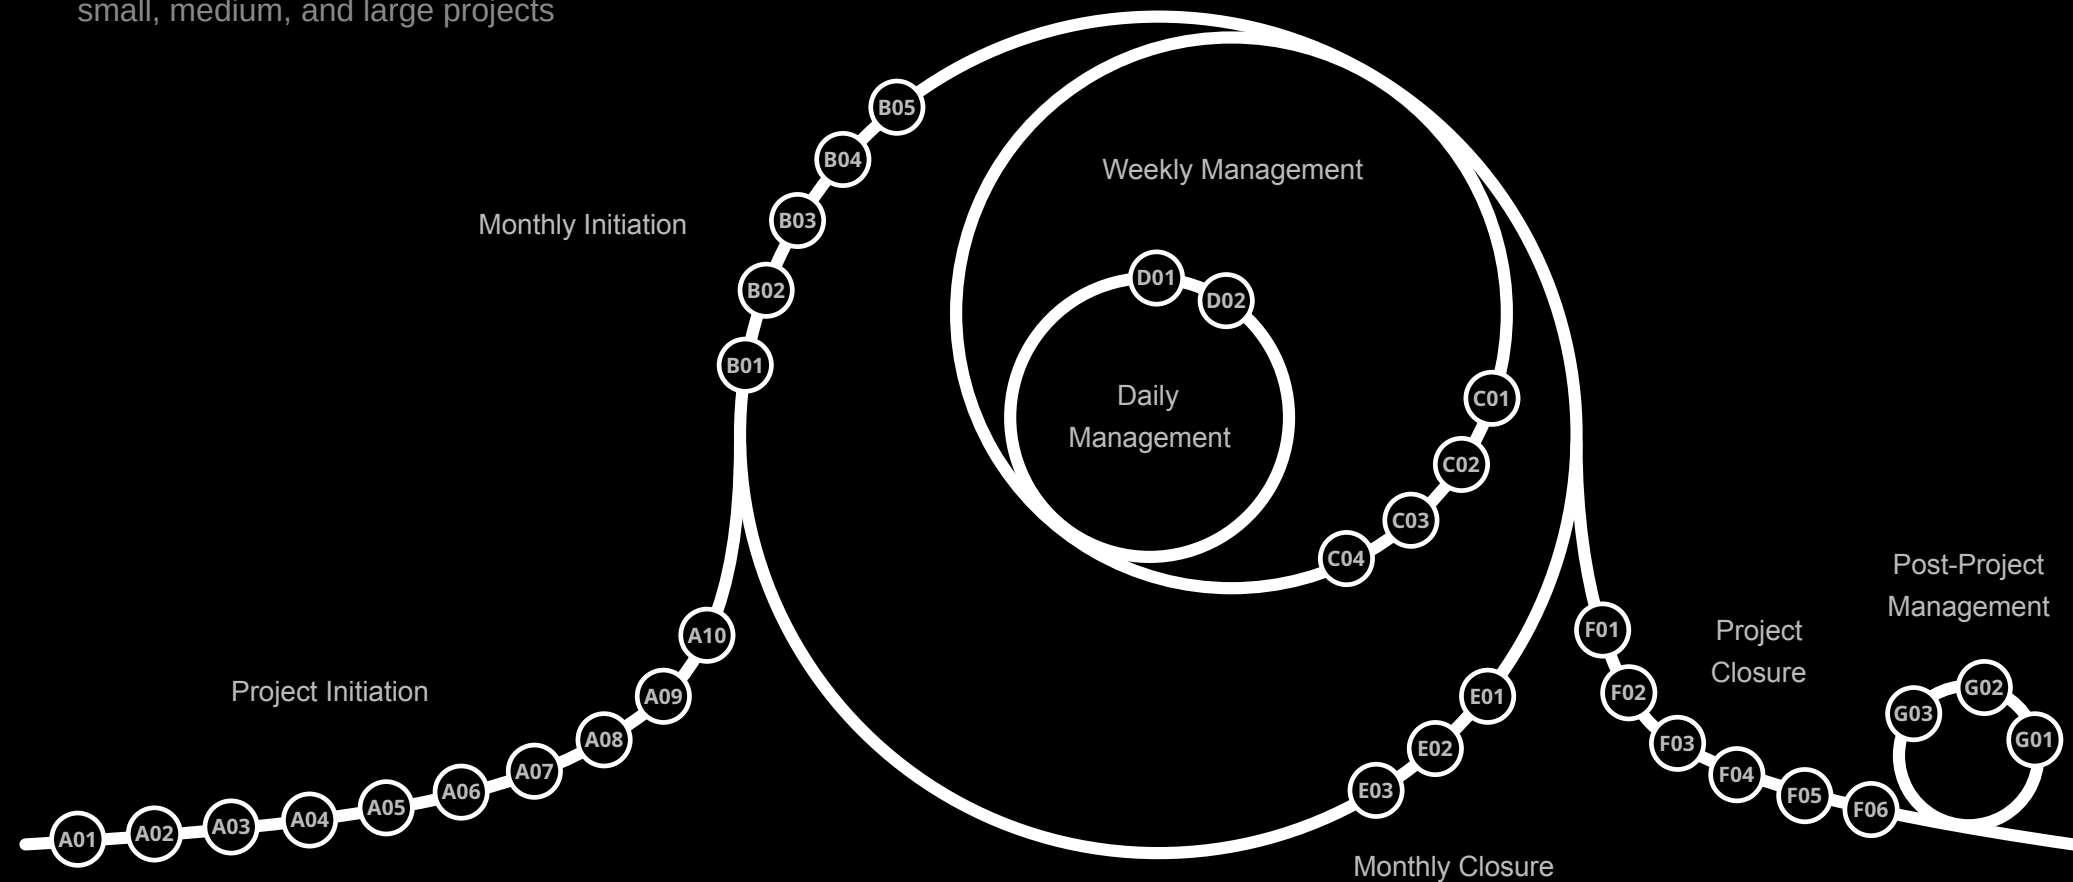 small, medium, and large projects
Project Initiation
A01
A02
A03
A04
A05
A06
A07
A08
A09
A10
Monthly Initiation
B01
B02
B03
B04
B05
Weekly Management
C01
C02
C03
C04
Daily
Management
D01
D02
E01
E02
E03
Monthly Closure
F01
F02
F03
F04
F05
F06
Project
Closure
Post-Project
Management
G01
G02
G03